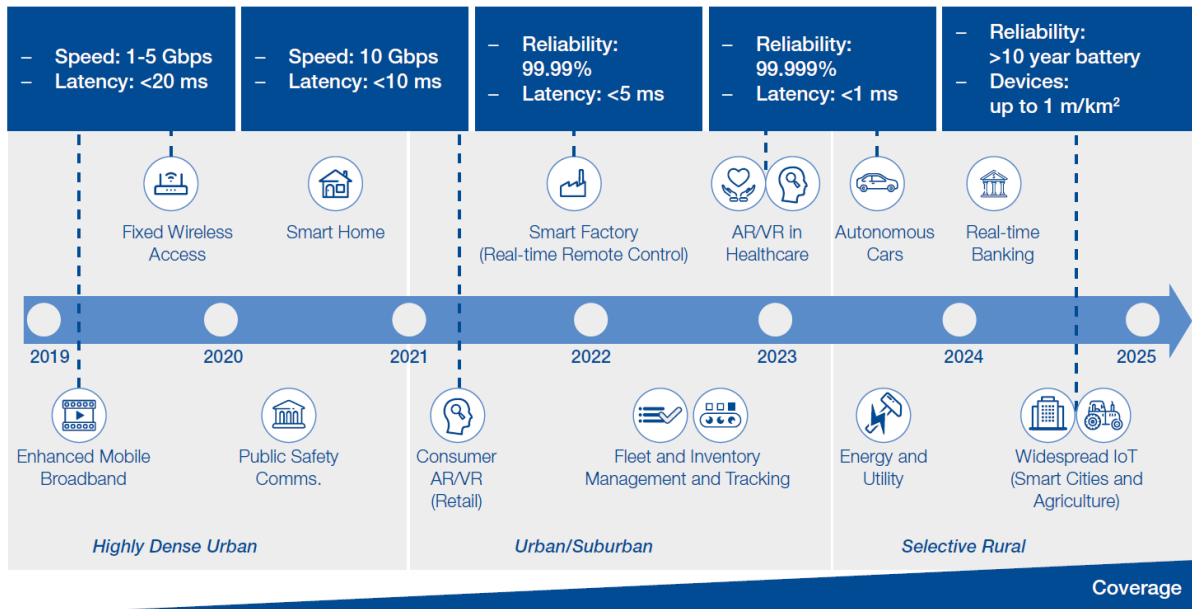 – Speed: 1-5 Gbps
– Latency: <20 ms
– Speed: 10 Gbps
– Latency: <10 ms
– Reliability:
99.99%
– Latency: <5 ms
– Reliability:
99.999%
– Latency: <1 ms
– Reliability:
>10 year battery
– Devices:
up to 1 m/km²
Fixed Wireless
Access
Smart Home
Smart Factory
(Real-time Remote Control)
AR/VR in
Healthcare
Autonomous
Cars
Real-time
Banking
2019
2020
2021
2022
2023
2024
2025
Enhanced Mobile
Broadband
Public Safety
Comms.
Consumer
AR/VR
(Retail)
Fleet and Inventory
Management and Tracking
Energy and
Utility
Widespread IoT
(Smart Cities and
Agriculture)
Highly Dense Urban
Urban/Suburban
Selective Rural
Coverage